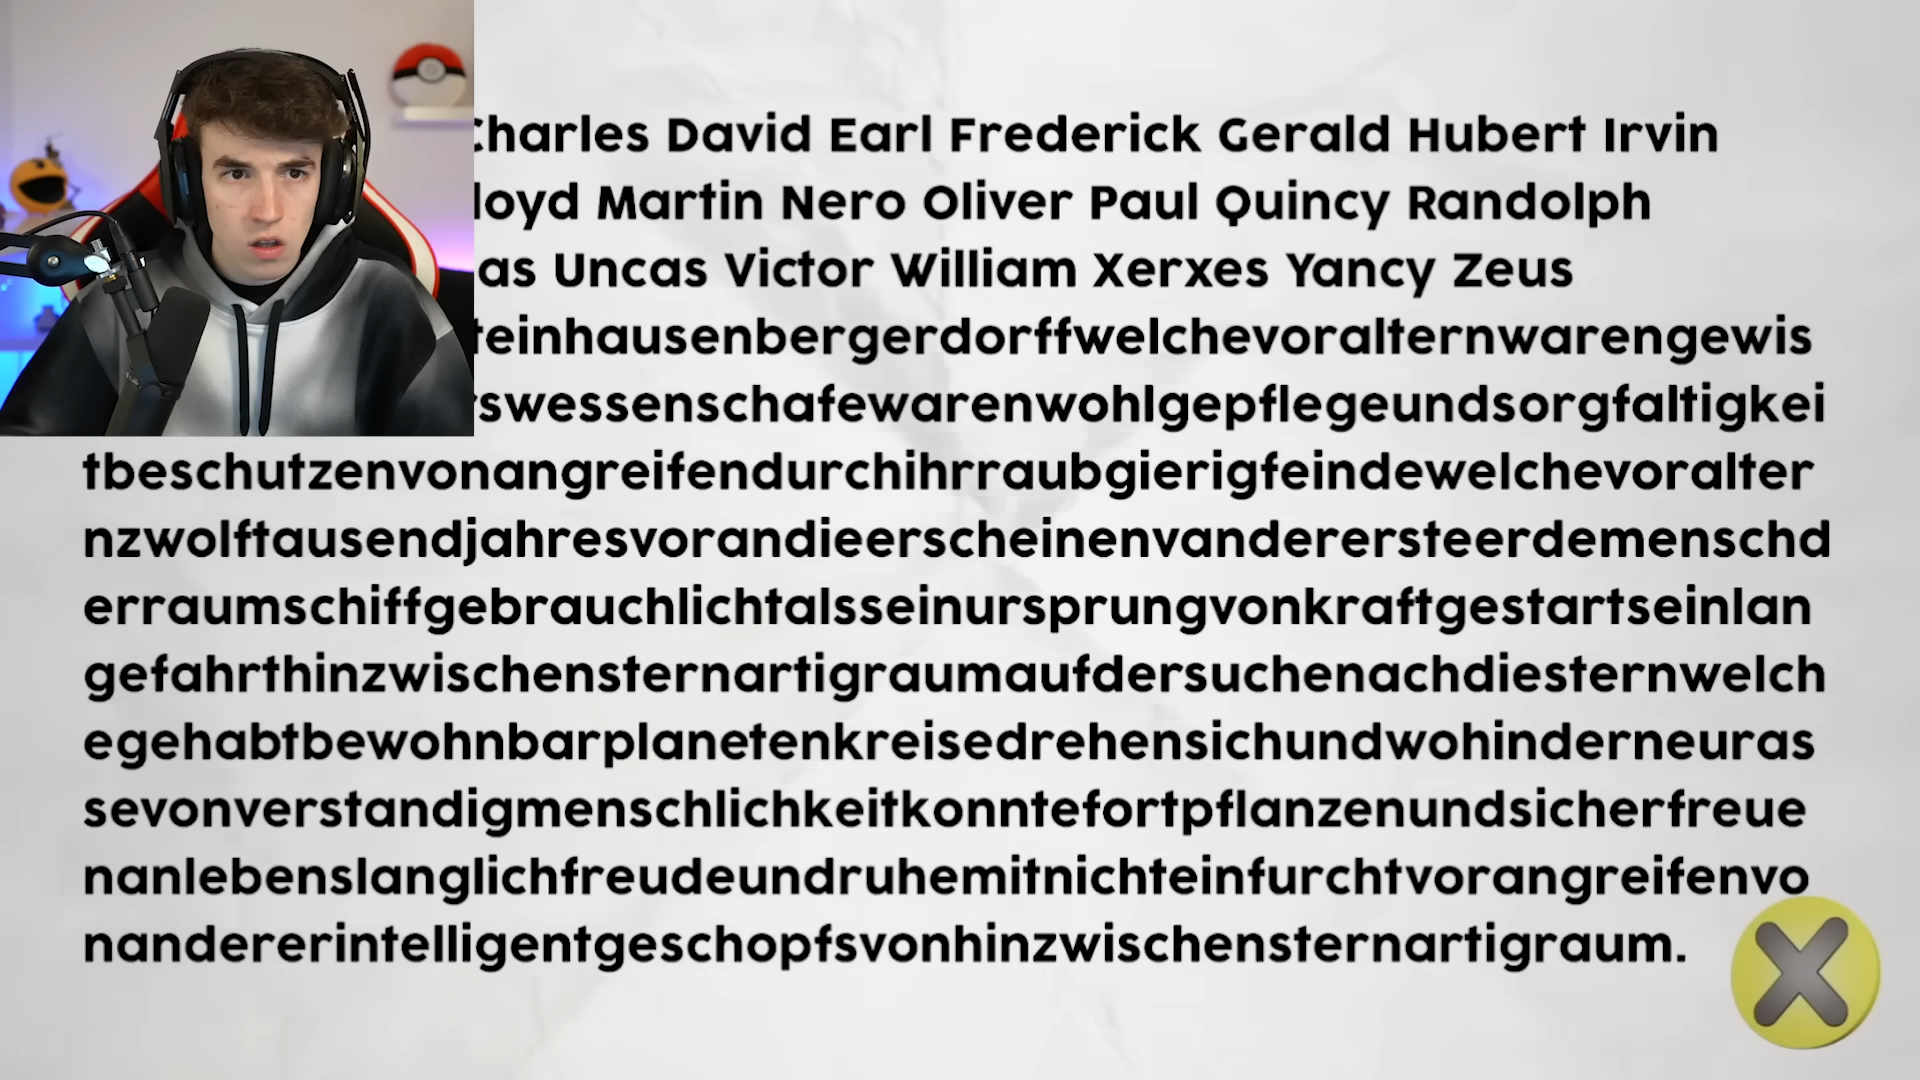 Charles David Earl Frederick Gerald Hubert Irvin
loyd Martin Nero Oliver Paul Quincy Randolph
as Uncas Victor William Xerxes Yancy Zeus
teinhausenbergerdorffwelchevoralternwarengewis
rswessenschafewarenwohlgepflegeundsorgfaltigkei
tbeschutzenvonangreifendurchihrraubgierigfeindewelchevoralter
nzwolftausendjahresvorandieerscheinenvanderersteerdemenschd
erraumschiffgebrauchlichtalsseinursprungvonkraftgestartseinlan
gefahrthinzwischensternartigraumaufdersuchenachdiesternwelch
egehabtbewohnbarplanetenkreisedrehensichundwohinderneuras
sevonverstandigmenschlichkeitkonntefortpflanzenundsicherfreue
nanlebenslanglichfreudeundruhemitnichteinfurchtvorangreifenvo
nandererintelligentgeschopfsvonhinzwischensternartigraum.